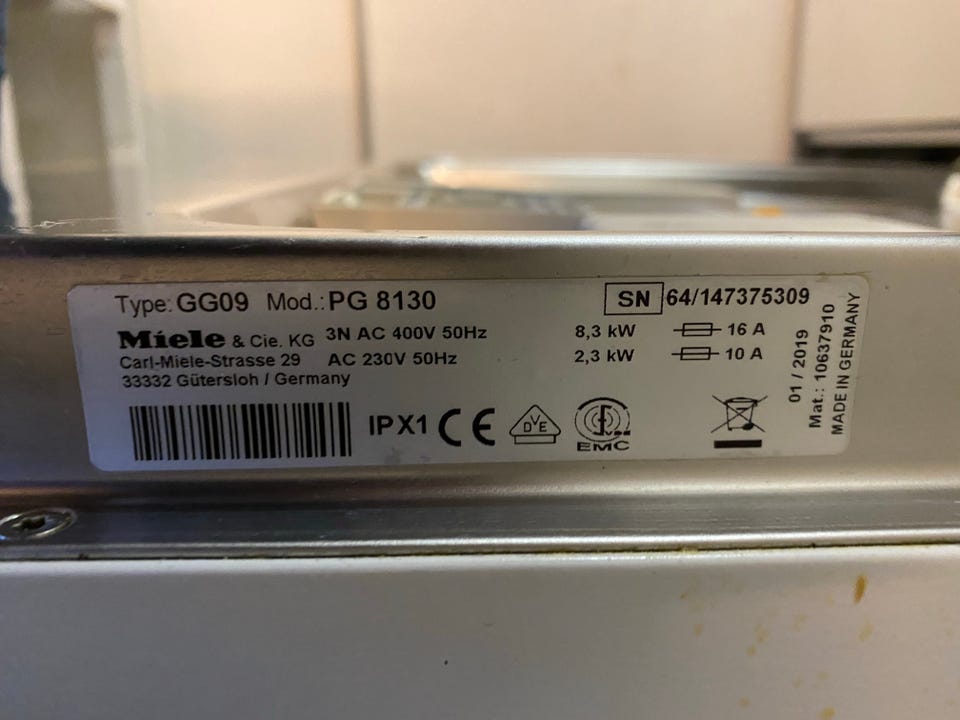 Type: GG09 Mod.: PG 8130
SN 64/147375309
Miele & Cie. KG 3N AC 400V 50Hz 8,3 kW 16 A
Carl-Miele-Strasse 29 AC 230V 50Hz 2,3 kW 10 A
33332 Gütersloh / Germany
IPX1 CE
DVE
EMC
01 / 2019
Mat.: 10637910
MADE IN GERMANY